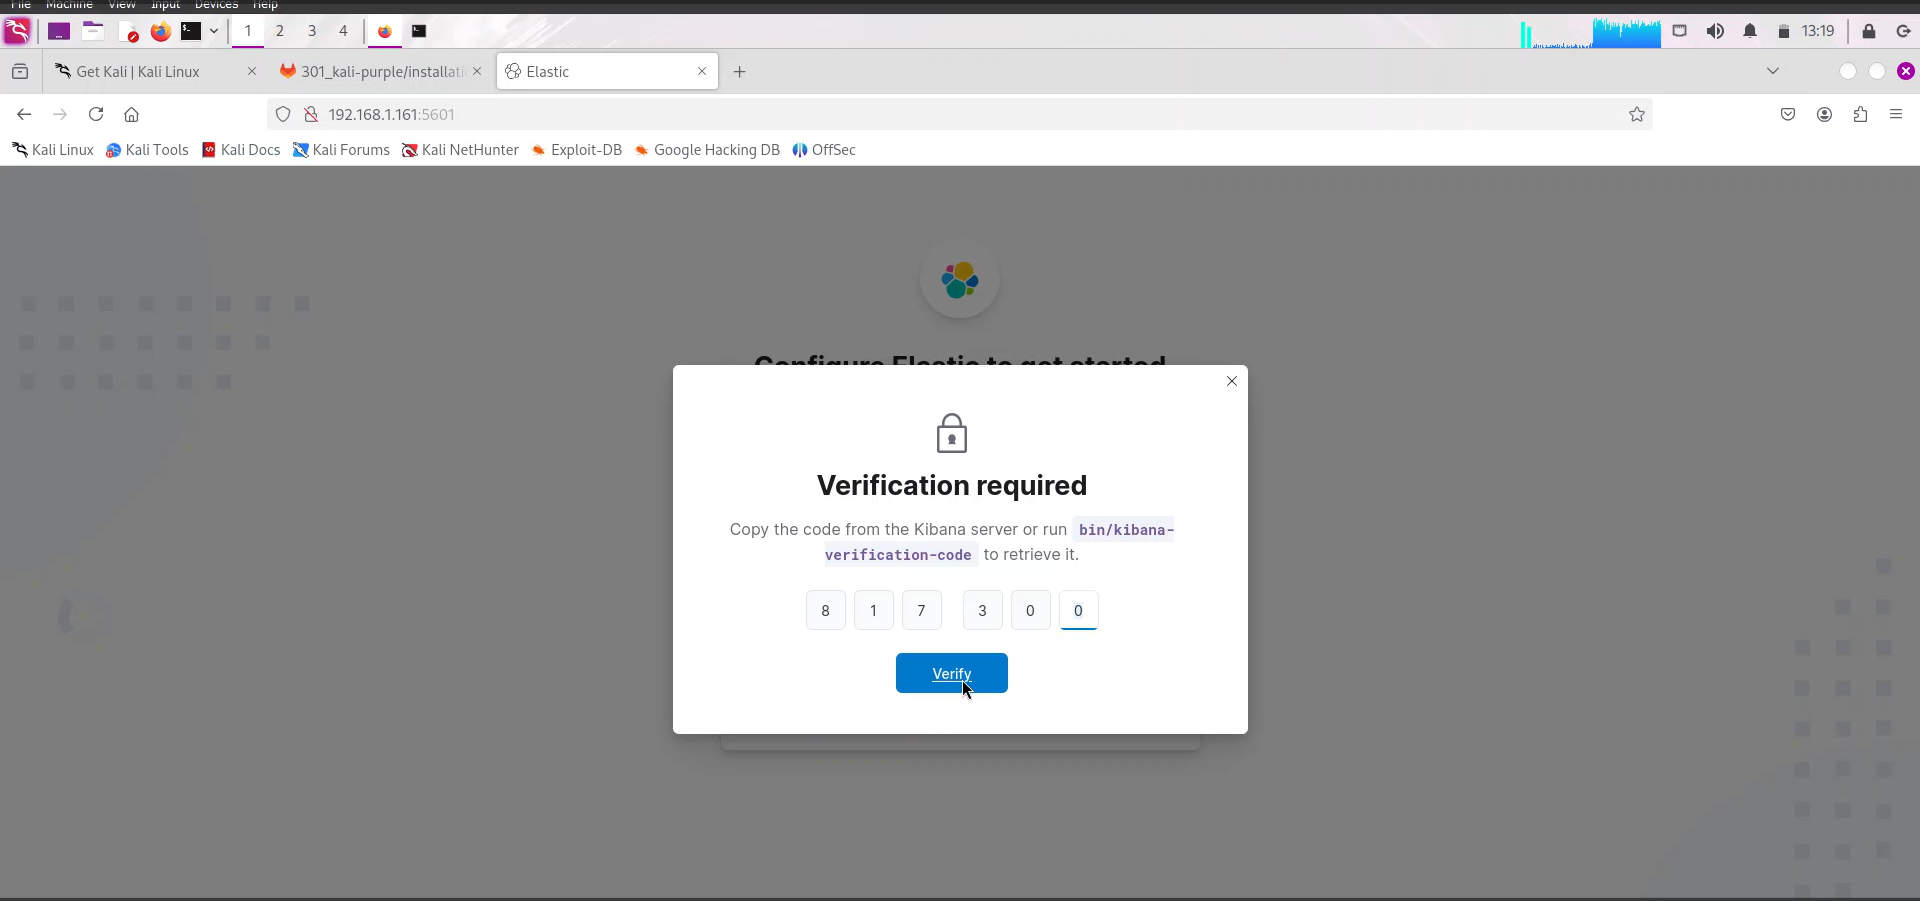 File Machine View Input Devices Help
1 2 3 4 13:19
Get Kali | Kali Linux 301_kali-purple/installati Elastic
192.168.1.161:5601
Kali Linux Kali Tools Kali Docs Kali Forums Kali NetHunter Exploit-DB Google Hacking DB OffSec
Configure Elastic to get started
Verification required
Copy the code from the Kibana server or run bin/kibana-
verification-code to retrieve it.
8 1 7 3 0 0
Verify